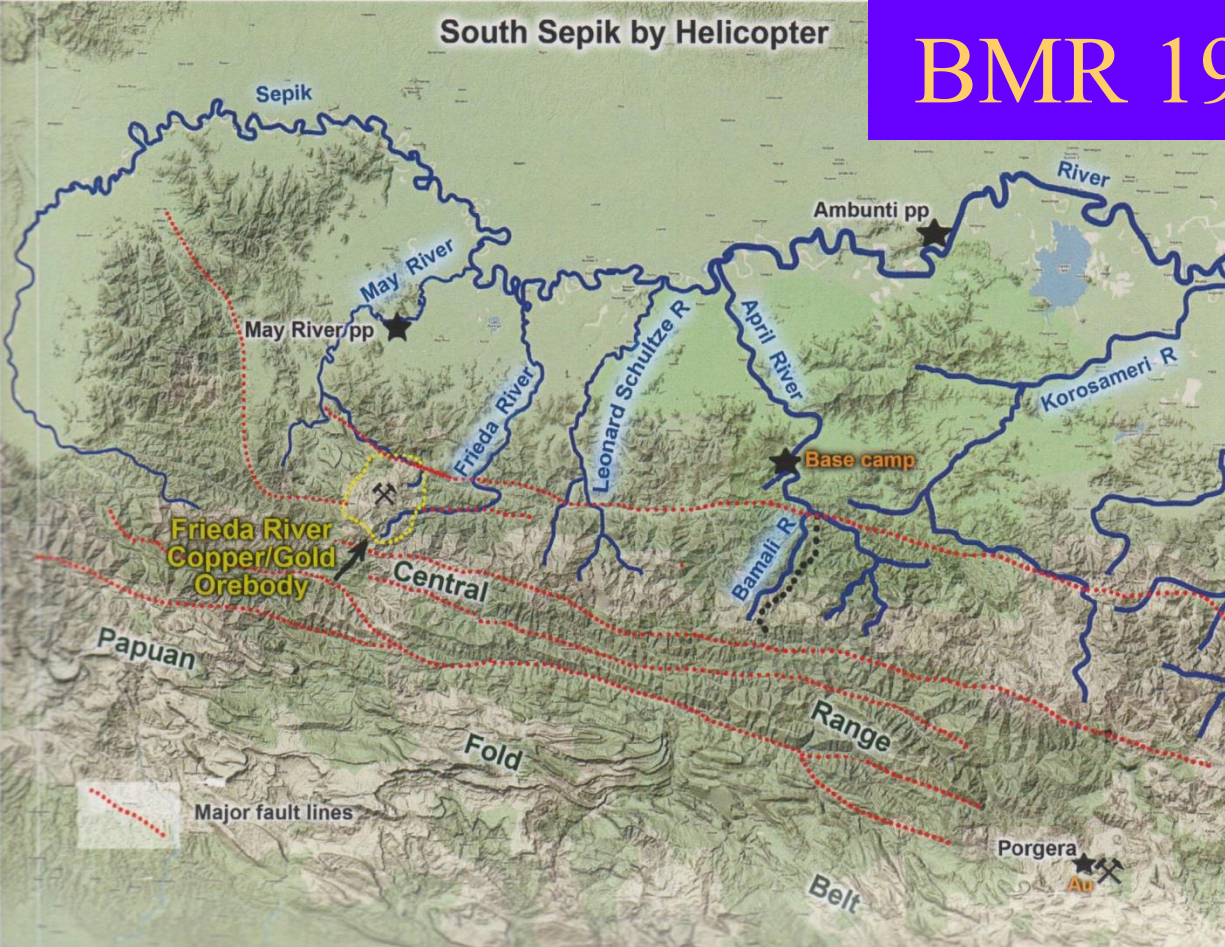 South Sepik by Helicopter
BMR 19
Sepik
River
Ambunti pp
May River
May River pp
April River
Leonard Schultze R
Korosameri R
Frieda River
Base camp
Frieda River
Copper/Gold
Orebody
Bamali R
Central
Papuan
Range
Fold
Major fault lines
Porgera
Au
Belt